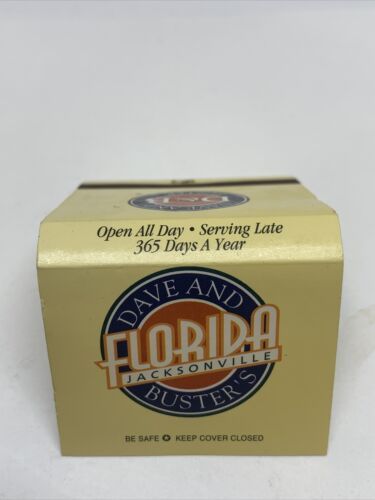 Open All Day • Serving Late
365 Days A Year
DAVE AND
FLORIDA
JACKSONVILLE
BUSTER'S
BE SAFE ♻ KEEP COVER CLOSED